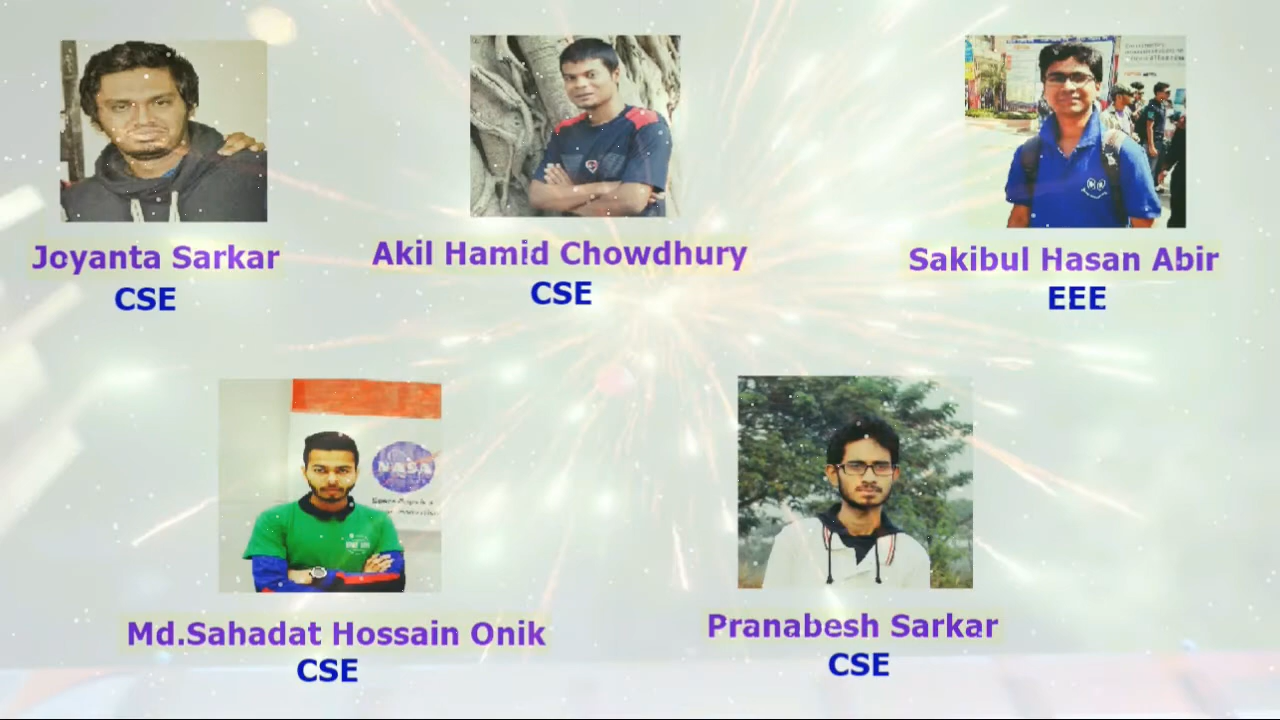 Joyanta Sarkar
CSE
Akil Hamid Chowdhury
CSE
Sakibul Hasan Abir
EEE
NASA
Md.Sahadat Hossain Onik
CSE
Pranabesh Sarkar
CSE